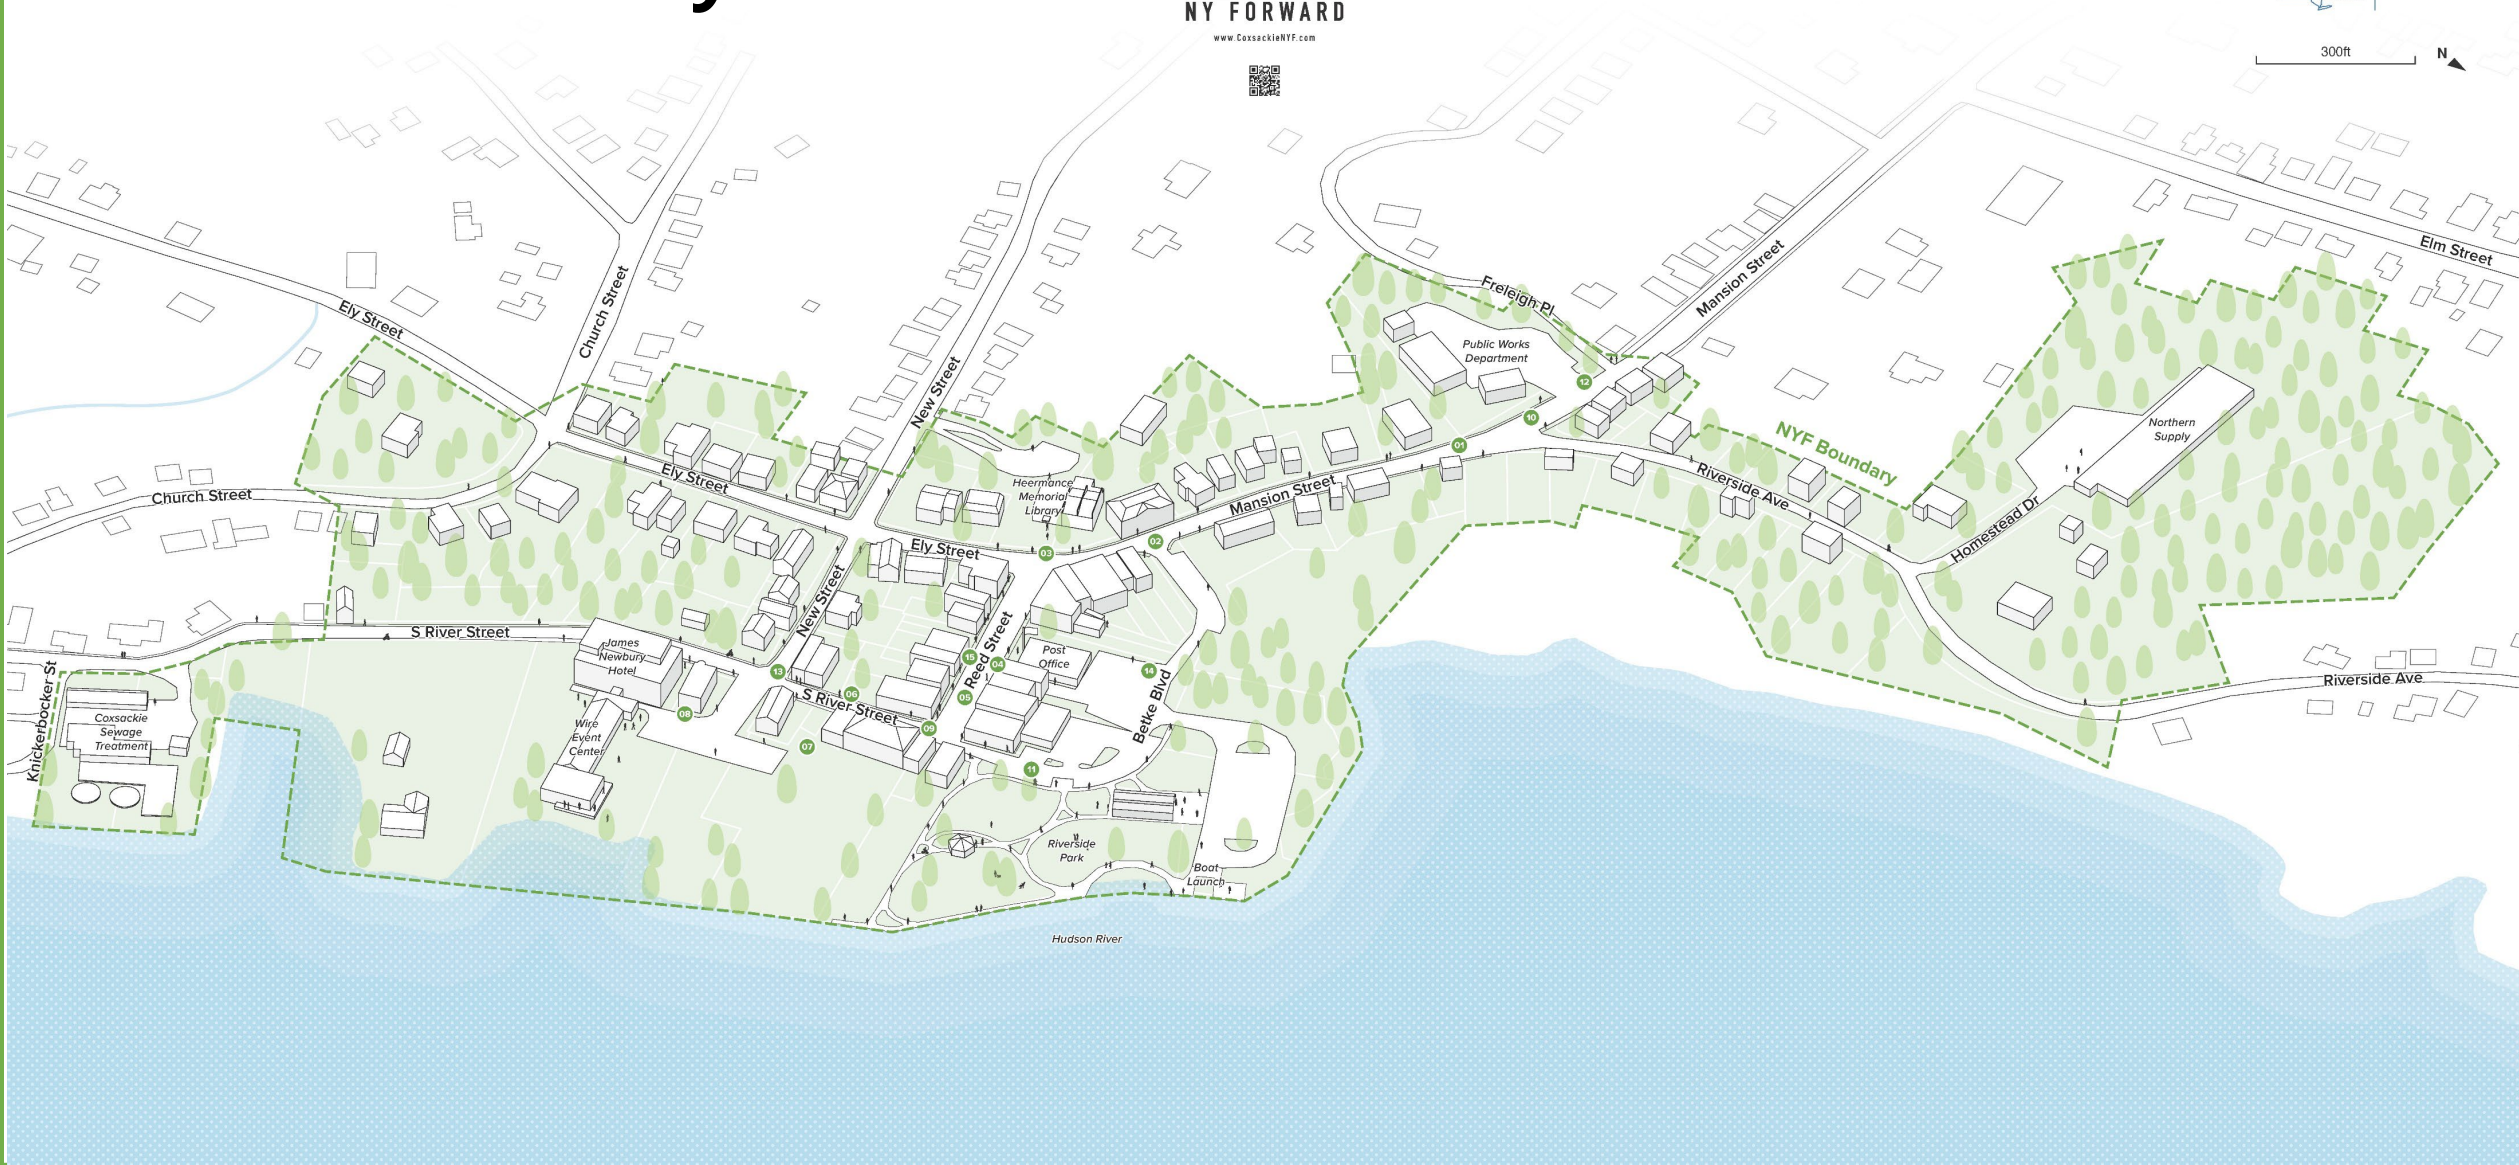 NY FORWARD
www.CoxsackieNYF.com
300ft
N
Elm Street
Ely Street
Church Street
New Street
Freleigh Pl
Mansion Street
Public Works
Department
12
10
01
NYF Boundary
Northern
Supply
Church Street
Ely Street
Heermance
Memorial
Library
Mansion Street
Riverside Ave
Homestead Dr
Ely Street
03
02
New Street
S River Street
James
Newbury
Hotel
Reed Street
Post
Office
15
04
14
13
06
05
S River Street
Betke Blvd
Riverside Ave
Knickerbocker St
Coxsackie
Sewage
Treatment
Wire
Event
Center
08
09
07
11
Riverside
Park
Boat
Launch
Hudson River